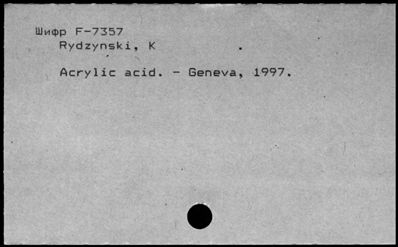 Шифр F-7357
Rydzynski, K
Acrylic acid. - Geneva, 1997.